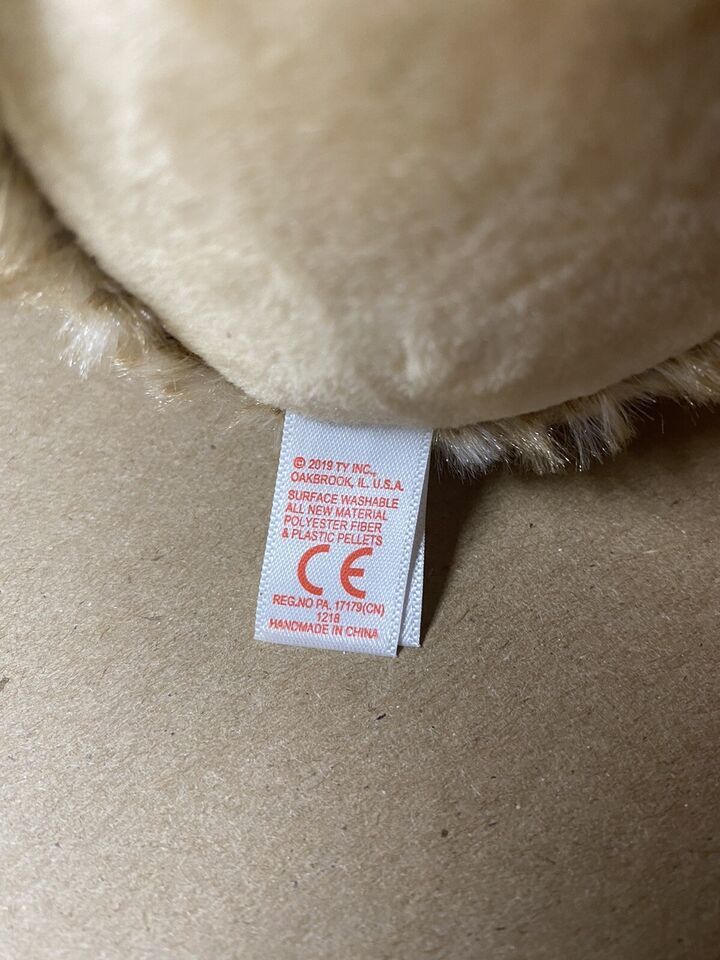 © 2019 TY INC.,
OAKBROOK, IL. U.S.A.
SURFACE WASHABLE
ALL NEW MATERIAL
POLYESTER FIBER
& PLASTIC PELLETS
CE
REG.NO PA. 17179(CN)
1218
HANDMADE IN CHINA